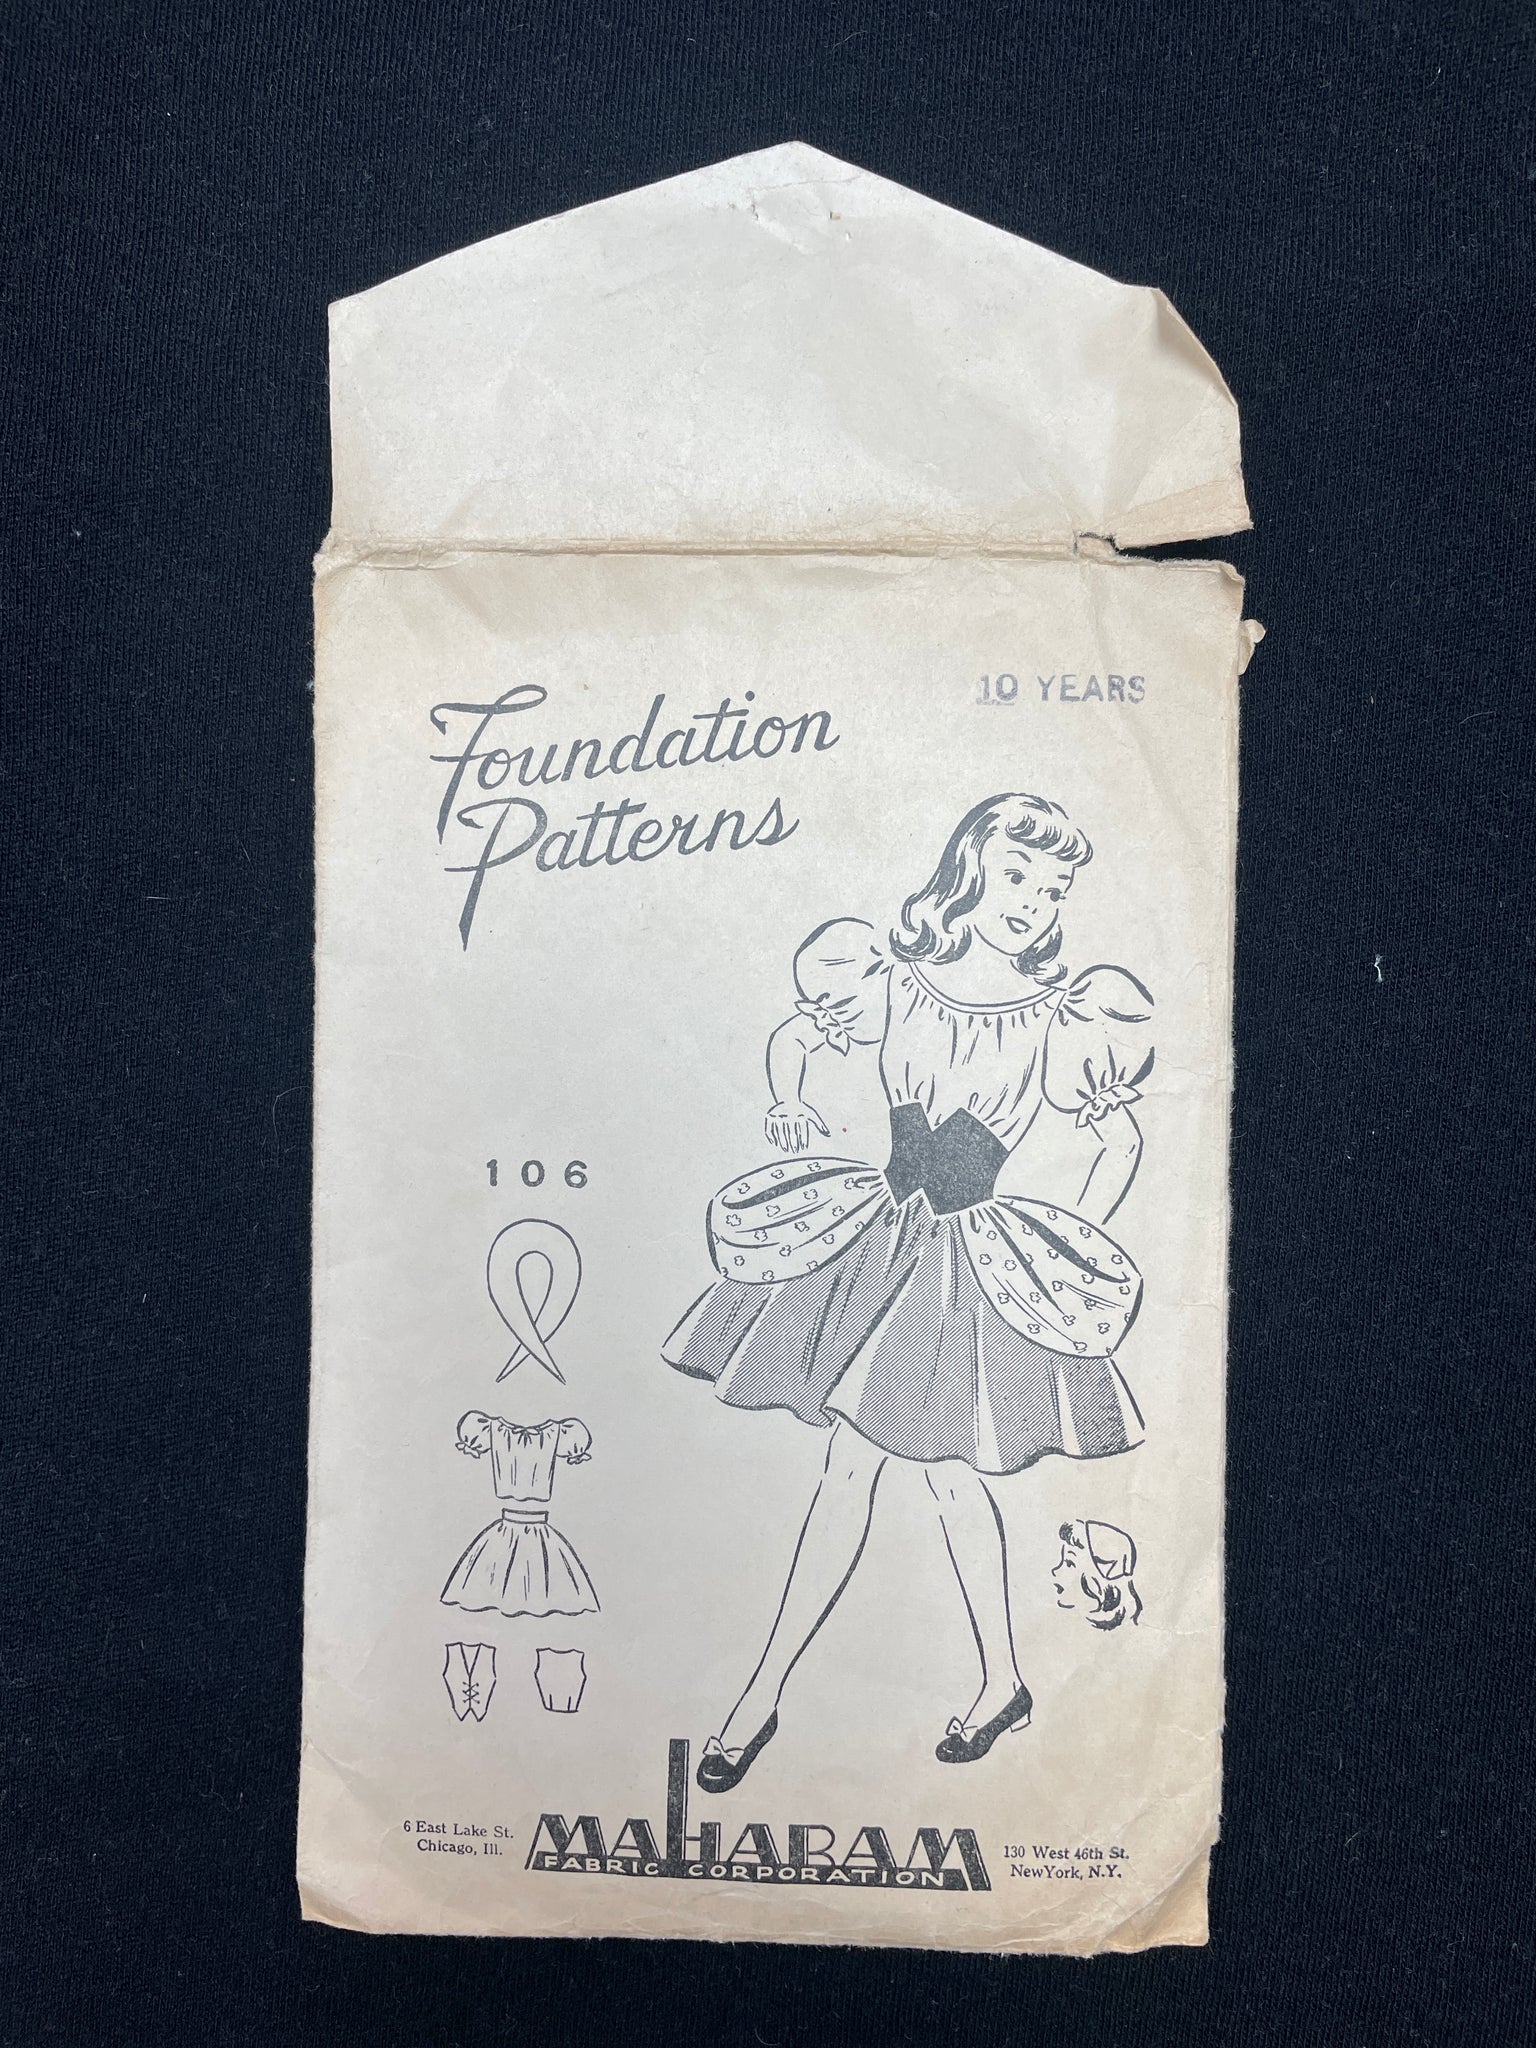 10 YEARS
Foundation
Patterns
106
6 East Lake St.
Chicago, Ill.
MAHARAM
FABRIC CORPORATION
130 West 46th St.
NewYork, N.Y.